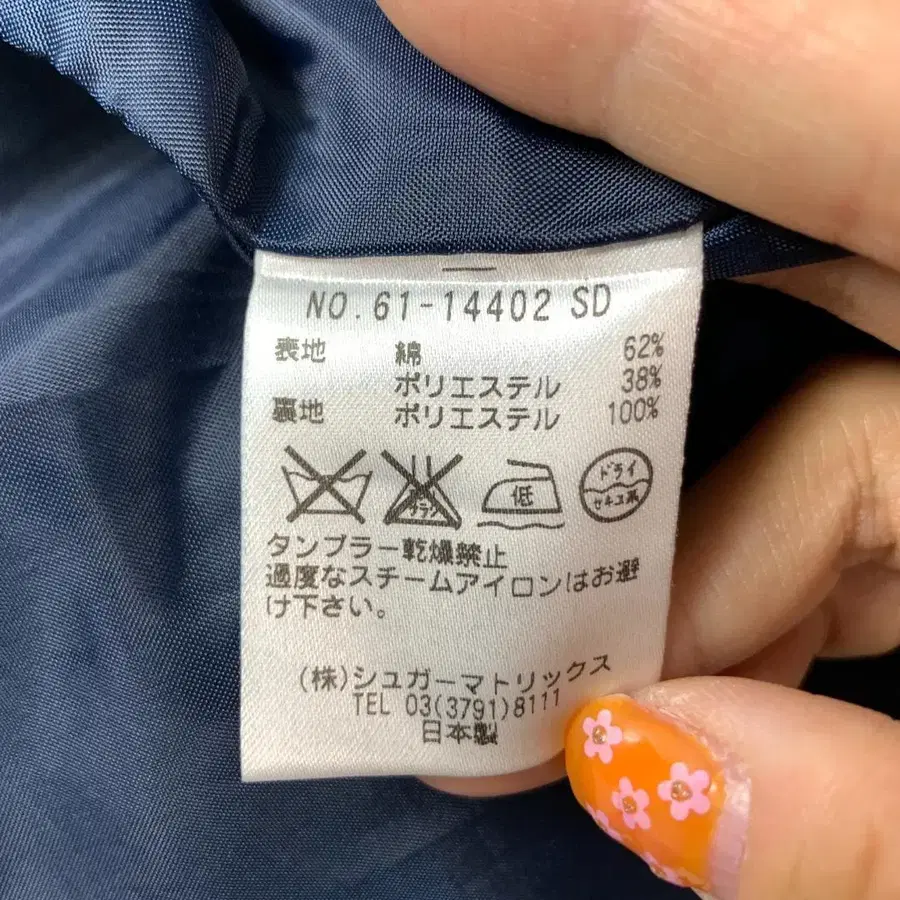 NO.61-14402 SD
表地 綿 62%
ポリエステル 38%
裏地 ポリエステル 100%
低 ドライ セキユ系
タンブラー乾燥禁止
過度なスチームアイロンはお避
け下さい。
(株)シュガーマトリックス
TEL 03(3791)8111
日本製